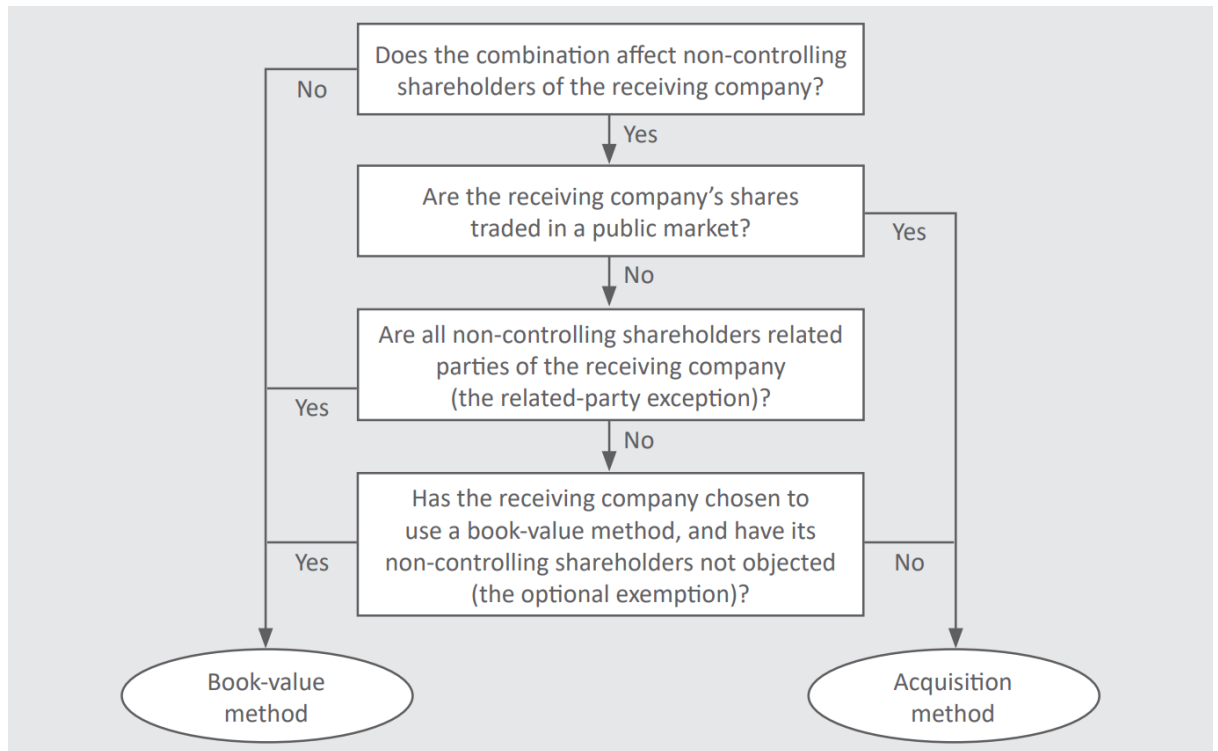 Does the combination affect non-controlling
shareholders of the receiving company?
No
Yes
Are the receiving company’s shares
traded in a public market?
Yes
No
Are all non-controlling shareholders related
parties of the receiving company
(the related-party exception)?
Yes
No
Has the receiving company chosen to
use a book-value method, and have its
non-controlling shareholders not objected
(the optional exemption)?
Yes
No
Book-value
method
Acquisition
method